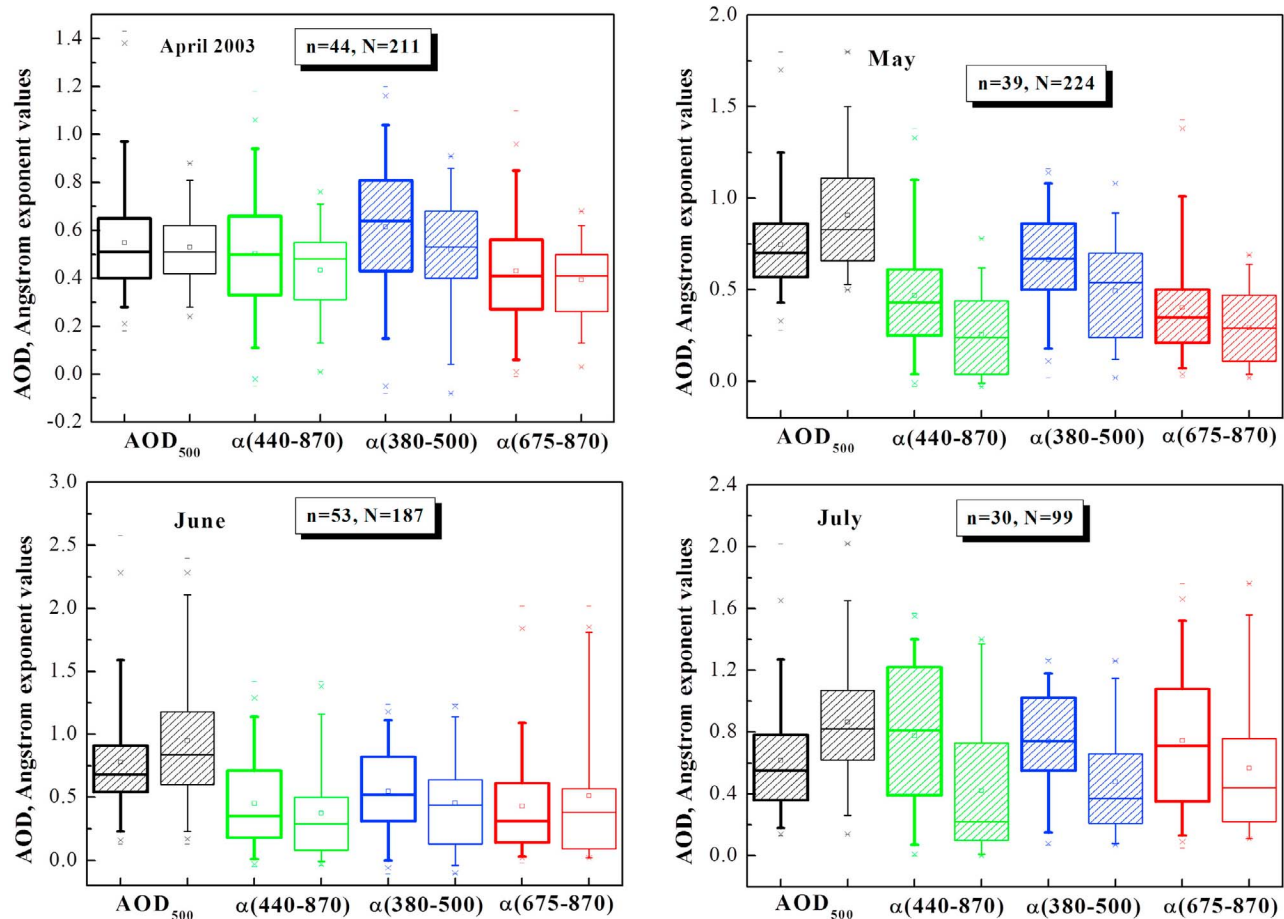 AOD, Angstrom exponent values
1.4
1.2
1.0
0.8
0.6
0.4
0.2
0.0
-0.2
April 2003
n=44, N=211
AOD500
α(440-870)
α(380-500)
α(675-870)
AOD, Angstrom exponent values
2.0
1.5
1.0
0.5
0.0
May
n=39, N=224
AOD500
α(440-870)
α(380-500)
α(675-870)
AOD, Angstrom exponent values
3.0
2.5
2.0
1.5
1.0
0.5
0.0
June
n=53, N=187
AOD500
α(440-870)
α(380-500)
α(675-870)
AOD, Angstrom exponent values
2.4
2.0
1.6
1.2
0.8
0.4
0.0
July
n=30, N=99
AOD500
α(440-870)
α(380-500)
α(675-870)